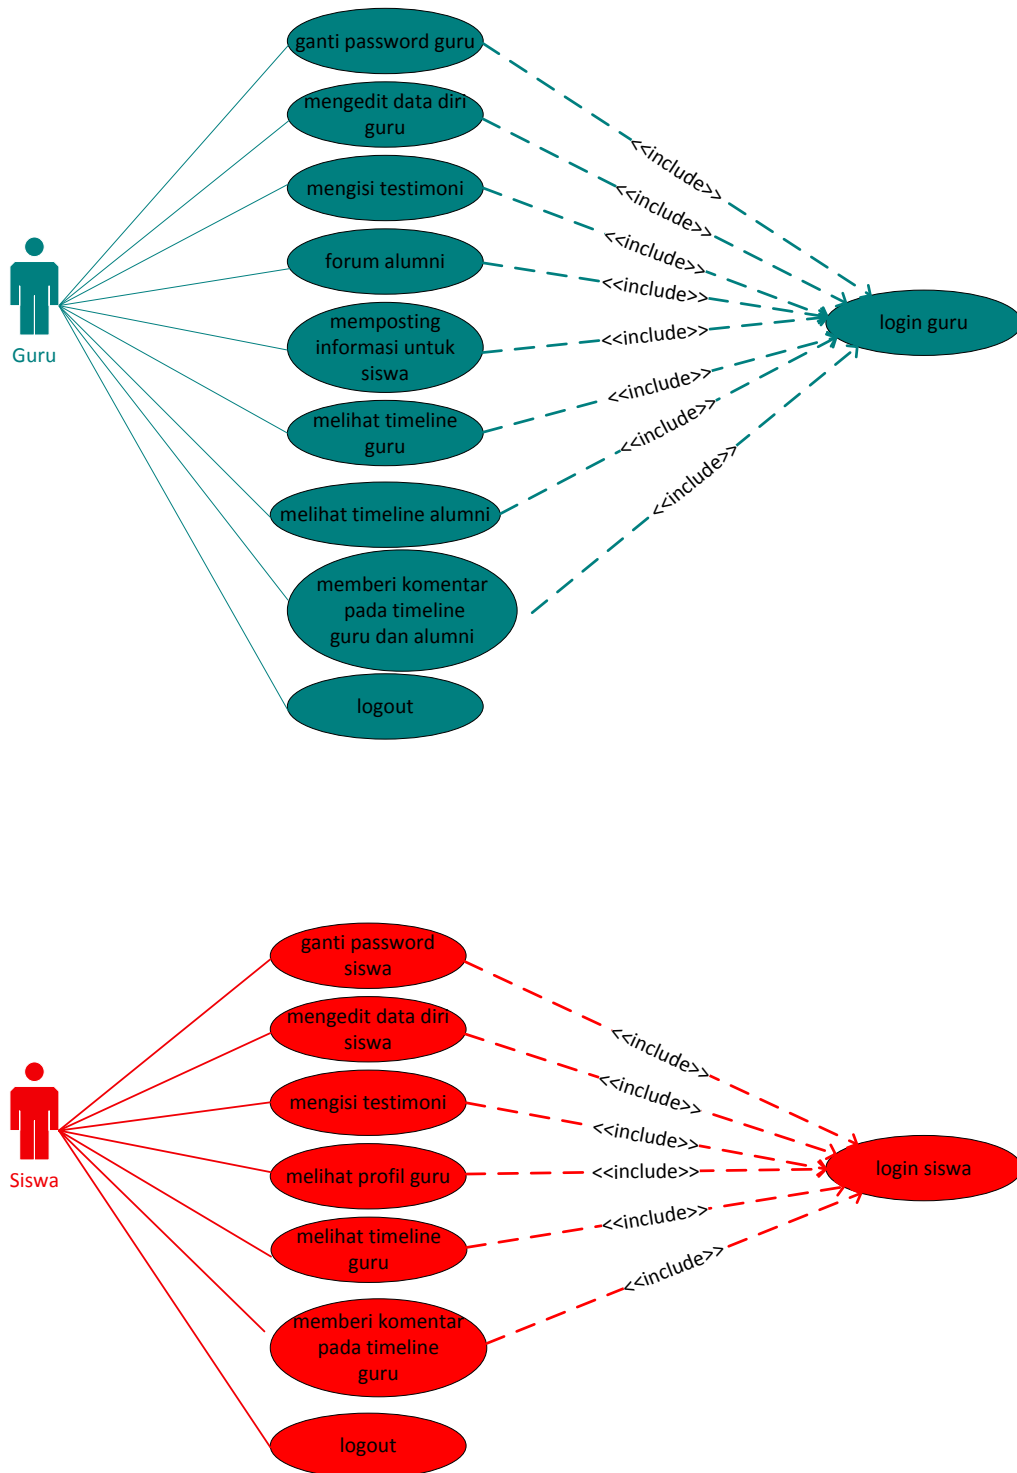 ganti password guru
<<include>>
mengedit data diri
guru
<<include>>
mengisi testimoni
<<include>>
forum alumni
<<include>>
Guru
memposting
informasi untuk
siswa
<<include>>
login guru
melihat timeline
guru
<<include>>
melihat timeline alumni
<<include>>
memberi komentar
pada timeline
guru dan alumni
<<include>>
logout
ganti password
siswa
<<include>>
mengedit data diri
siswa
<<include>>
mengisi testimoni
<<include>>
Siswa
melihat profil guru
<<include>>
login siswa
melihat timeline
guru
<<include>>
memberi komentar
pada timeline
guru
<<include>>
logout